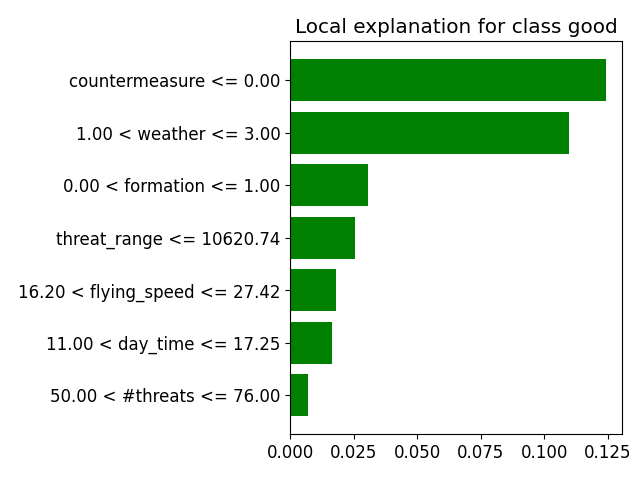 Local explanation for class good
countermeasure <= 0.00
1.00 < weather <= 3.00
0.00 < formation <= 1.00
threat_range <= 10620.74
16.20 < flying_speed <= 27.42
11.00 < day_time <= 17.25
50.00 < #threats <= 76.00
0.000 0.025 0.050 0.075 0.100 0.125